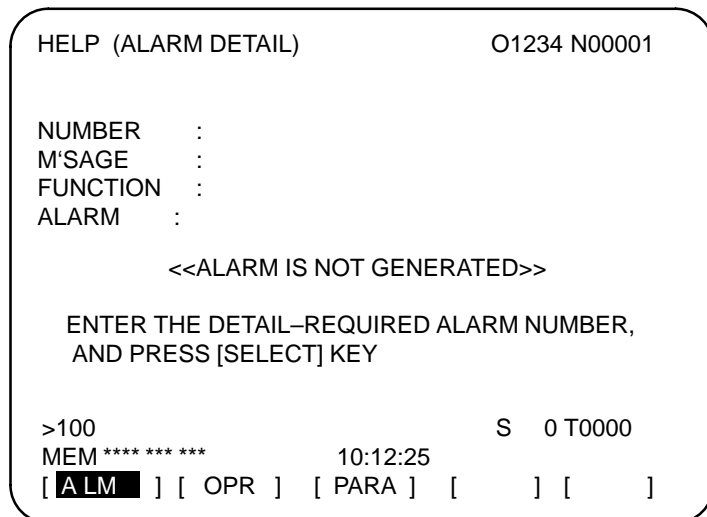 HELP (ALARM DETAIL) O1234 N00001
NUMBER :
M‘SAGE :
FUNCTION :
ALARM :
<<ALARM IS NOT GENERATED>>
ENTER THE DETAIL–REQUIRED ALARM NUMBER,
AND PRESS [SELECT] KEY
>100 S 0 T0000
MEM **** *** *** 10:12:25
[ A LM ] [ OPR ] [ PARA ] [ ] [ ]